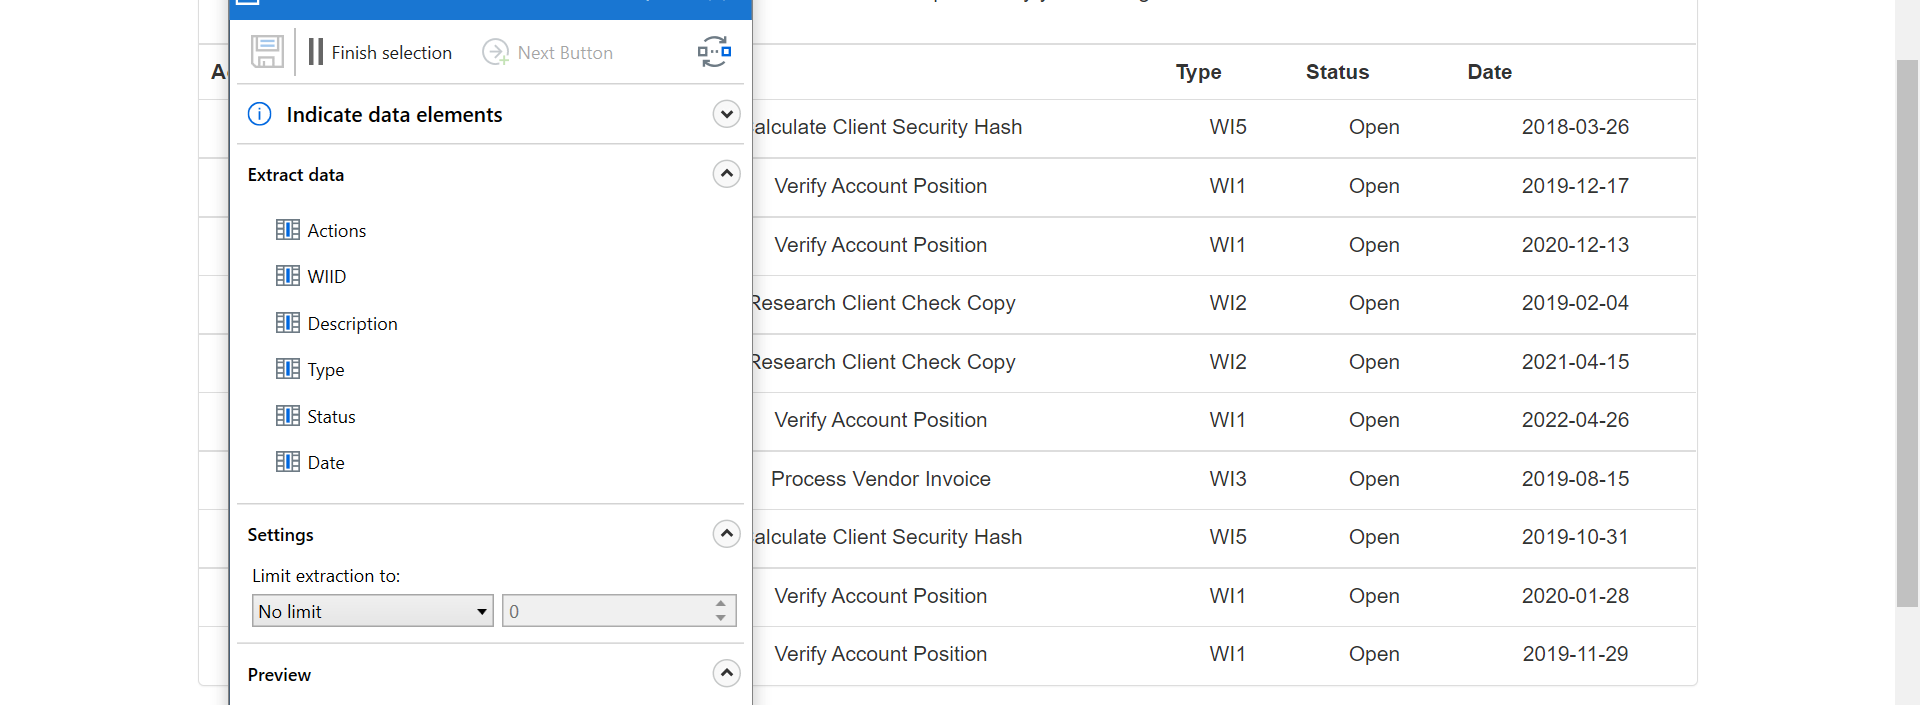 Finish selection
Next Button
Indicate data elements
Extract data
Actions
WIID
Description
Type
Status
Date
Settings
Limit extraction to:
No limit
0
Preview
Type Status Date
alculate Client Security Hash WI5 Open 2018-03-26
Verify Account Position WI1 Open 2019-12-17
Verify Account Position WI1 Open 2020-12-13
Research Client Check Copy WI2 Open 2019-02-04
Research Client Check Copy WI2 Open 2021-04-15
Verify Account Position WI1 Open 2022-04-26
Process Vendor Invoice WI3 Open 2019-08-15
alculate Client Security Hash WI5 Open 2019-10-31
Verify Account Position WI1 Open 2020-01-28
Verify Account Position WI1 Open 2019-11-29